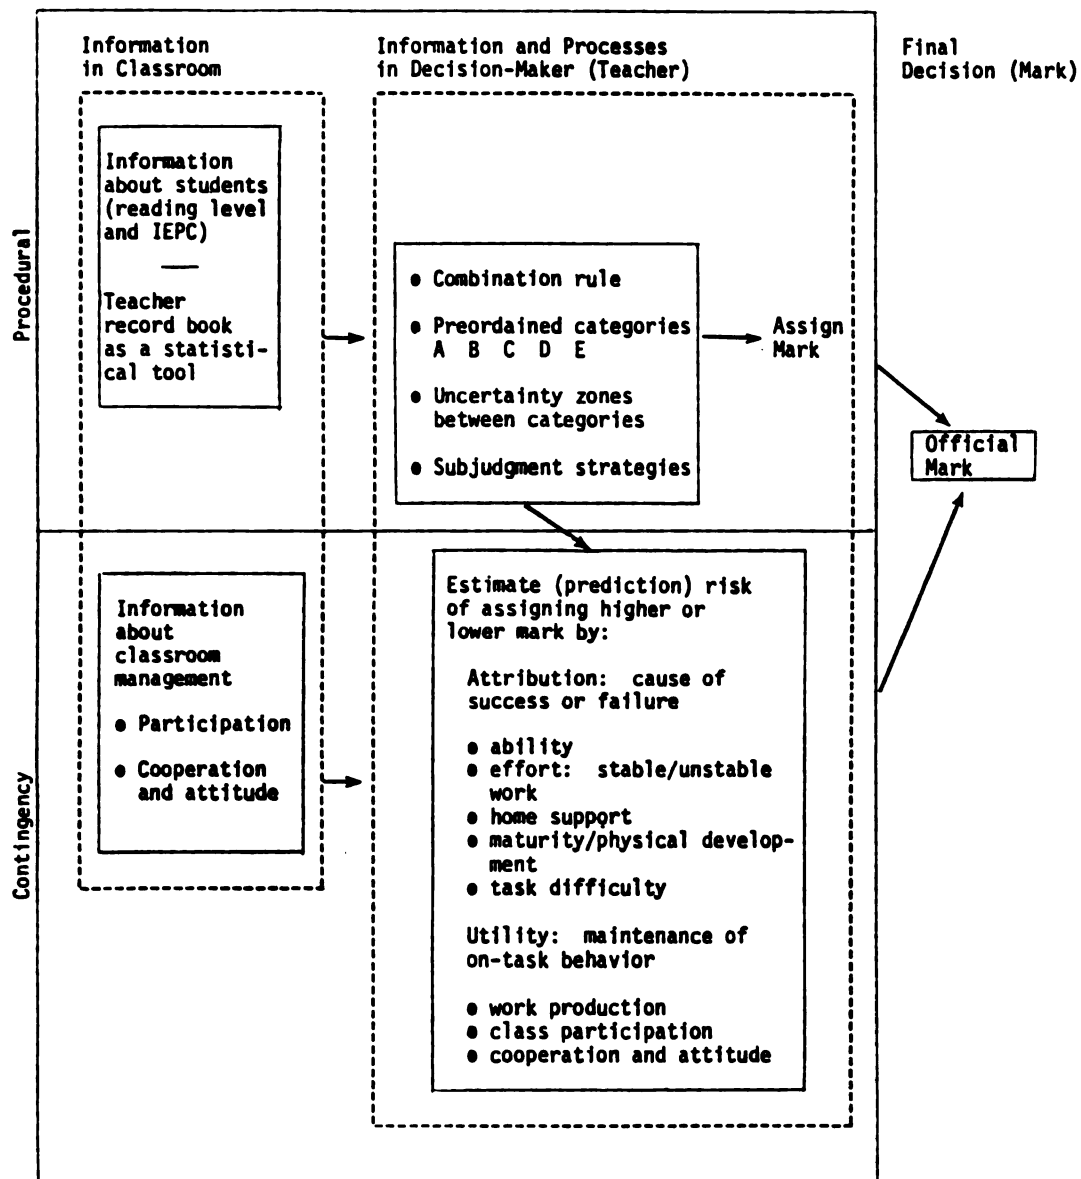 Information
in Classroom
Information and Processes
in Decision-Maker (Teacher)
Final
Decision (Mark)
Procedural
Information
about students
(reading level
and IEPC)
Teacher
record book
as a statisti-
cal tool
● Combination rule
● Preordained categories
A B C D E
● Uncertainty zones
between categories
● Subjudgment strategies
Assign
Mark
Official
Mark
Contingency
Information
about
classroom
management
● Participation
● Cooperation
and attitude
Estimate (prediction) risk
of assigning higher or
lower mark by:
Attribution: cause of
success or failure
● ability
● effort: stable/unstable
work
● home support
● maturity/physical develop-
ment
● task difficulty
Utility: maintenance of
on-task behavior
● work production
● class participation
● cooperation and attitude